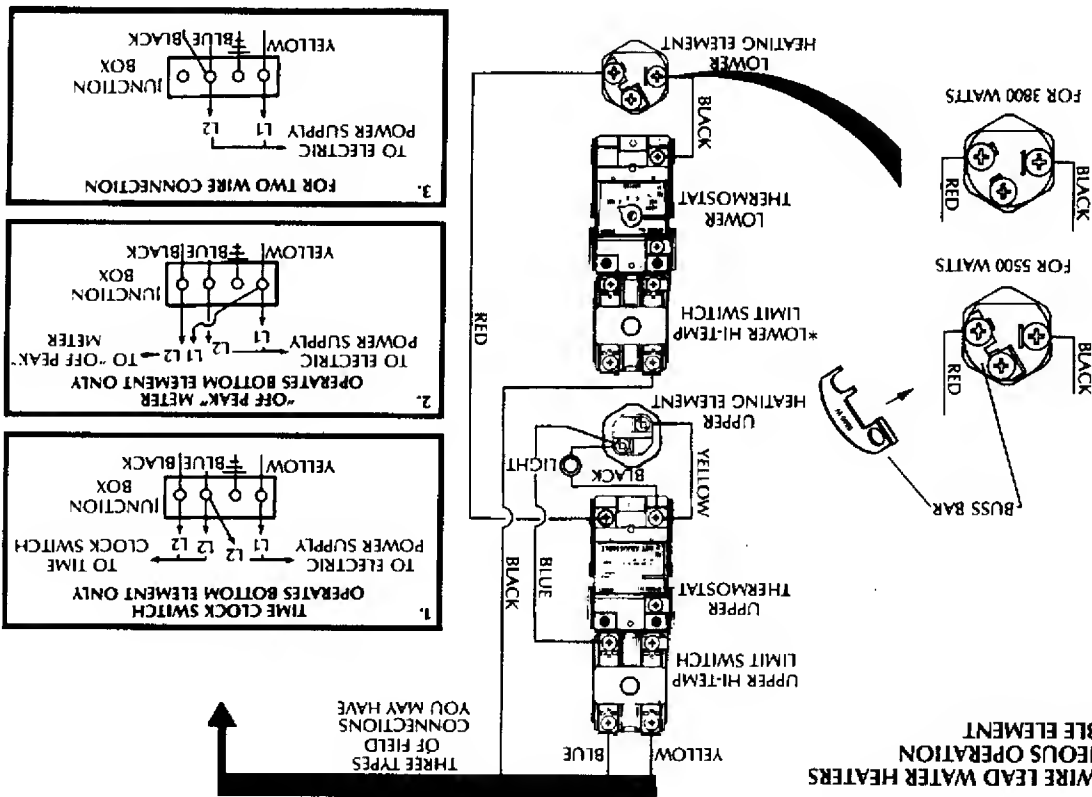 WIRE LEAD WATER HEATERS
EOUS OPERATION
BLE ELEMENT
YELLOW
BLUE
THREE TYPES
OF FIELD
CONNECTIONS
YOU MAY HAVE
UPPER HI-TEMP
LIMIT SWITCH
UPPER
THERMOSTAT
BLUE
BLACK
YELLOW
BLACK
LIGHT
UPPER
HEATING ELEMENT
*LOWER HI-TEMP
LIMIT SWITCH
RED
LOWER
THERMOSTAT
BLACK
LOWER
HEATING ELEMENT
BUSS BAR
BLACK
RED
FOR 5500 WATTS
BLACK
RED
FOR 3800 WATTS
1.
TIME CLOCK SWITCH
OPERATES BOTTOM ELEMENT ONLY
TO ELECTRIC
POWER SUPPLY
TO TIME
CLOCK SWITCH
L1
L2
L2
L2
JUNCTION
BOX
YELLOW
BLUE
BLACK
2.
"OFF PEAK" METER
OPERATES BOTTOM ELEMENT ONLY
TO ELECTRIC
POWER SUPPLY
TO "OFF PEAK"
METER
L1
L2
L1
L2
JUNCTION
BOX
YELLOW
BLUE
BLACK
3.
FOR TWO WIRE CONNECTION
TO ELECTRIC
POWER SUPPLY
L1
L2
JUNCTION
BOX
YELLOW
BLUE
BLACK